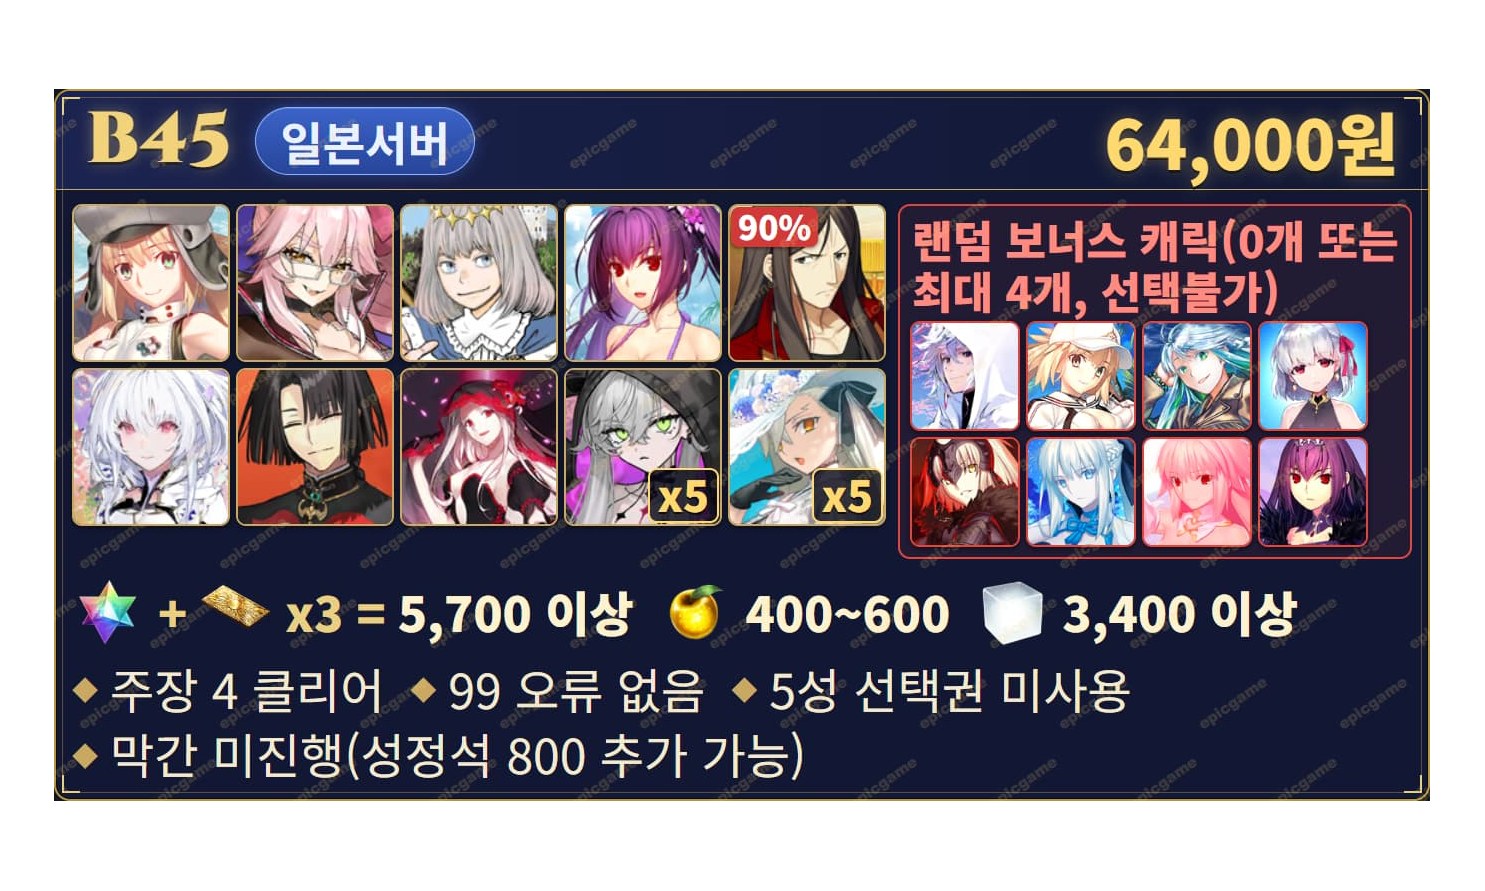 B45 일본서버 64,000원
90%
랜덤 보너스 캐릭(0개 또는
최대 4개, 선택불가)
x5 x5
+ x3 = 5,700 이상 400~600 3,400 이상
◆ 주장 4 클리어 ◆ 99 오류 없음 ◆ 5성 선택권 미사용
◆ 막간 미진행(성정석 800 추가 가능)
epicgame